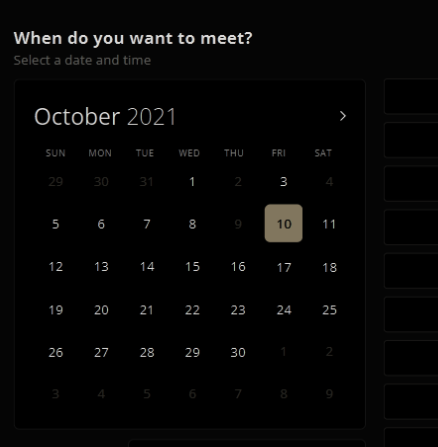 When do you want to meet?
Select a date and time
October 2021
SUN MON TUE WED THU FRI SAT
29 30 31 1 2 3 4
5 6 7 8 9 10 11
12 13 14 15 16 17 18
19 20 21 22 23 24 25
26 27 28 29 30 1 2
3 4 5 6 7 8 9